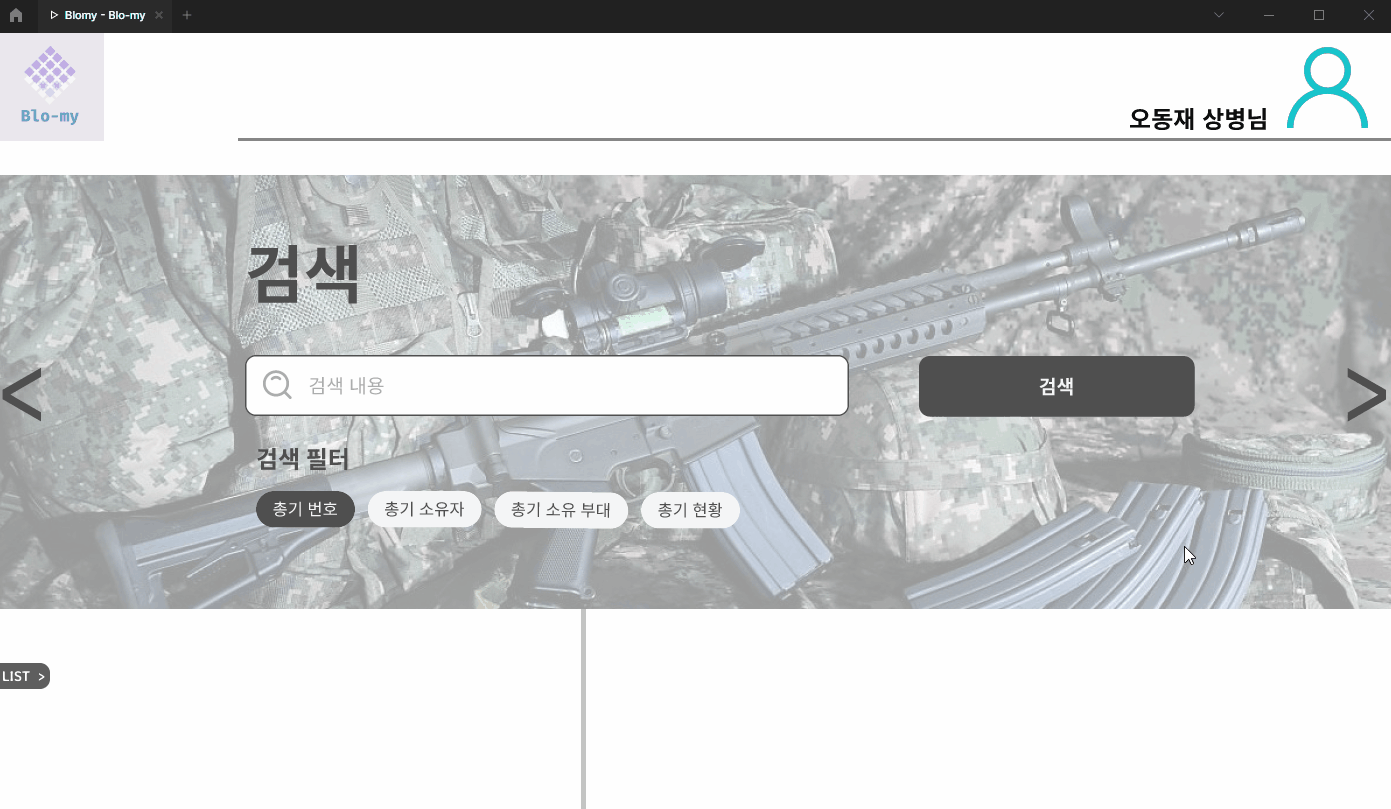 Blomy - Blo-my
Blo-my
오동재 상병님
검색
검색 내용
검색
검색 필터
총기 번호
총기 소유자
총기 소유 부대
총기 현황
<
>
LIST >